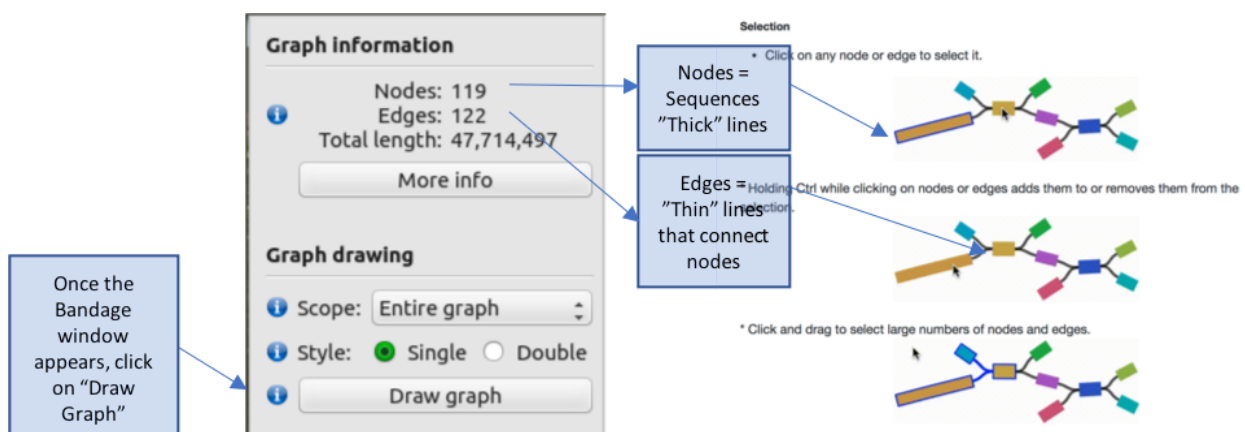 Graph information
Nodes: 119
Edges: 122
Total length: 47,714,497
More info
Graph drawing
Scope: Entire graph
Style: Single Double
Draw graph
Once the
Bandage
window
appears, click
on “Draw
Graph”
Nodes =
Sequences
”Thick” lines
Edges =
”Thin” lines
that connect
nodes
Selection
• Click on any node or edge to select it.
* Holding Ctrl while clicking on nodes or edges adds them to or removes them from the
selection.
* Click and drag to select large numbers of nodes and edges.